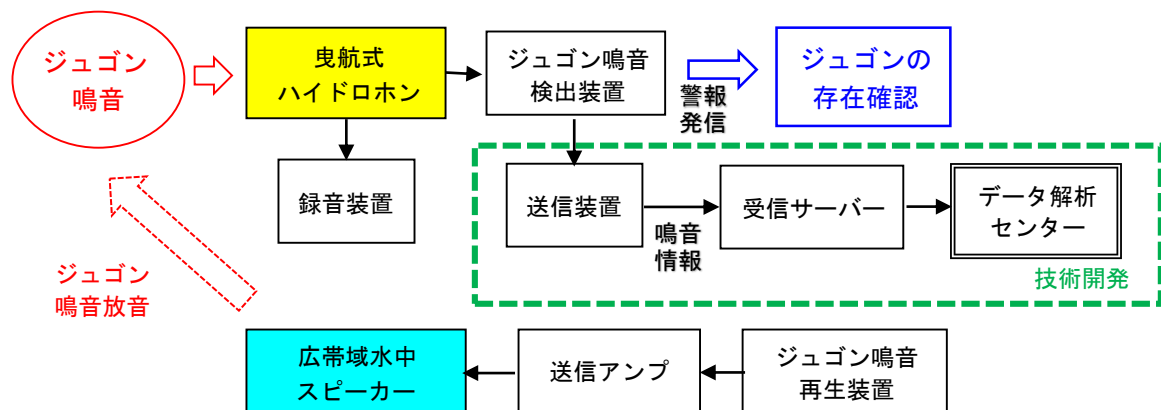 ジュゴン
鳴音
曳航式
ハイドロホン
ジュゴン鳴音
検出装置
警報
発信
ジュゴンの
存在確認
録音装置
送信装置
鳴音
情報
受信サーバー
データ解析
センター
技術開発
ジュゴン
鳴音放音
広帯域水中
スピーカー
送信アンプ
ジュゴン鳴音
再生装置